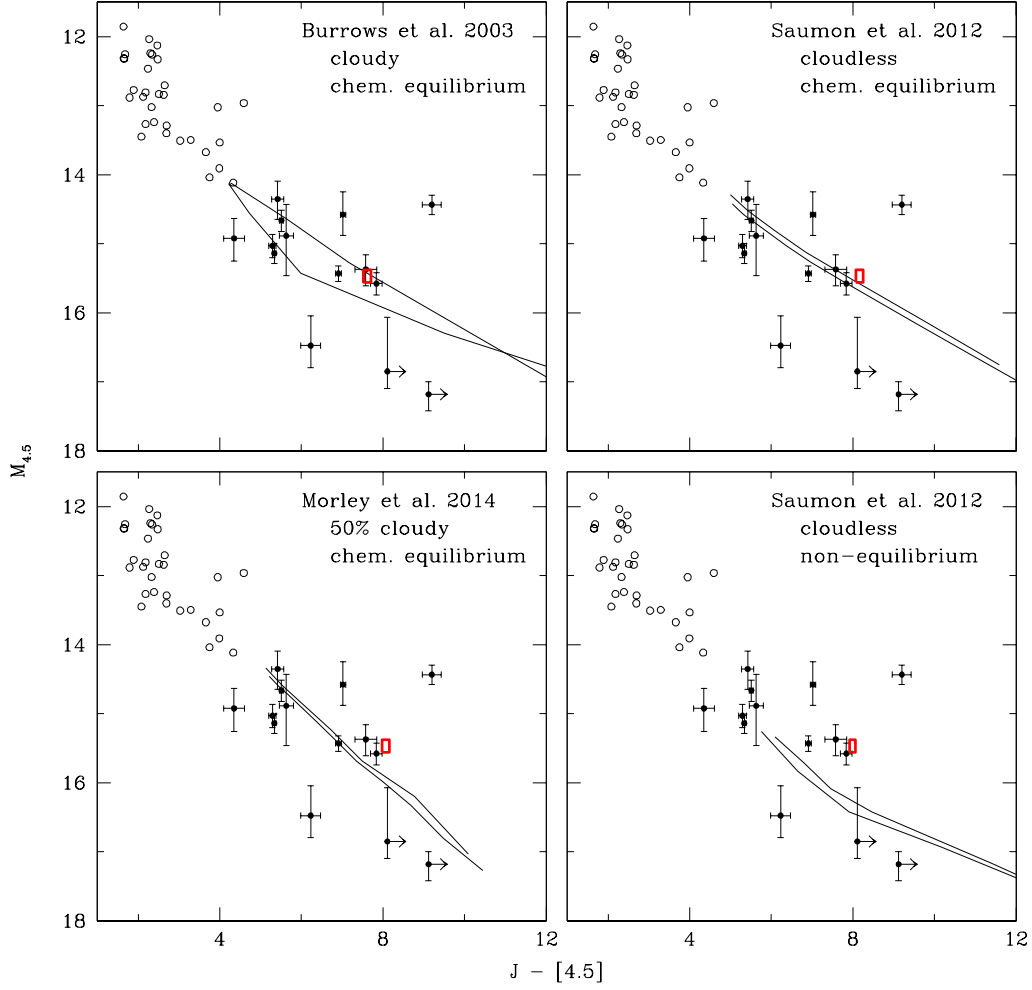 Burrows et al. 2003
cloudy
chem. equilibrium
Saumon et al. 2012
cloudless
chem. equilibrium
12
14
16
18
M4.5
Morley et al. 2014
50% cloudy
chem. equilibrium
Saumon et al. 2012
cloudless
non-equilibrium
12
14
16
18
4
8
12
4
8
12
J - [4.5]